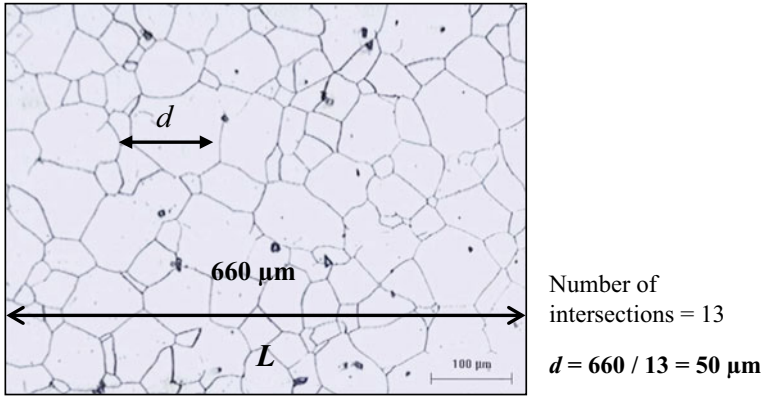 d
660 μm
L
100 μm
Number of
intersections = 13
d = 660 / 13 = 50 μm